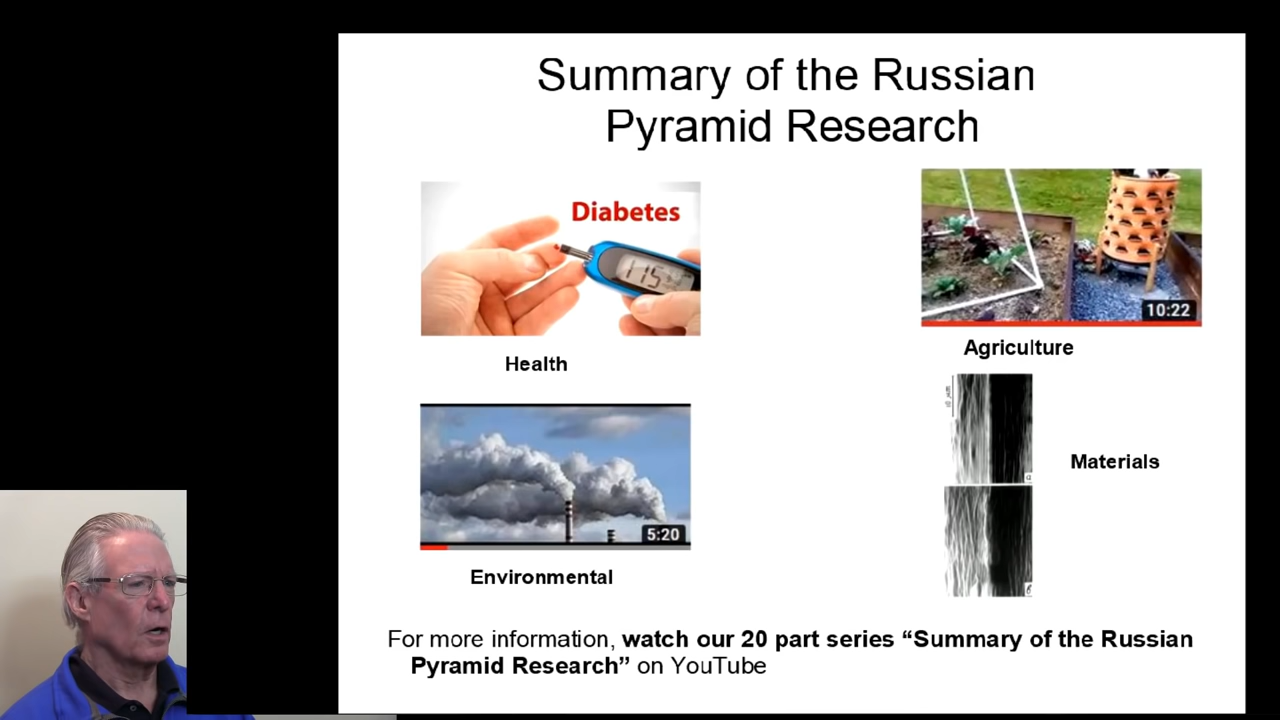 Summary of the Russian
Pyramid Research
Diabetes
115
10:22
Health
Agriculture
Materials
5:20
Environmental
For more information, watch our 20 part series “Summary of the Russian
Pyramid Research” on YouTube